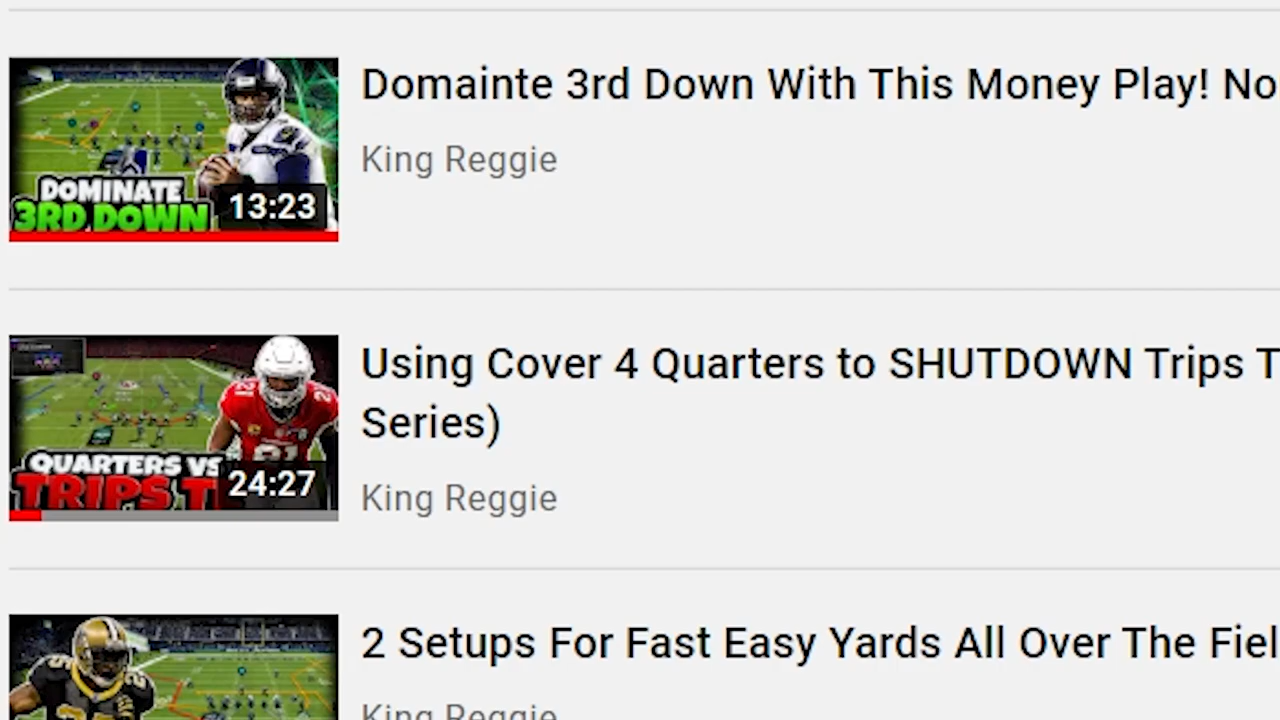 Domainte 3rd Down With This Money Play! No
King Reggie
DOMINATE
3RD DOWN
13:23
Using Cover 4 Quarters to SHUTDOWN Trips T
Series)
King Reggie
QUARTERS VS
TRIPS T
24:27
2 Setups For Fast Easy Yards All Over The Fiel
King Reggie